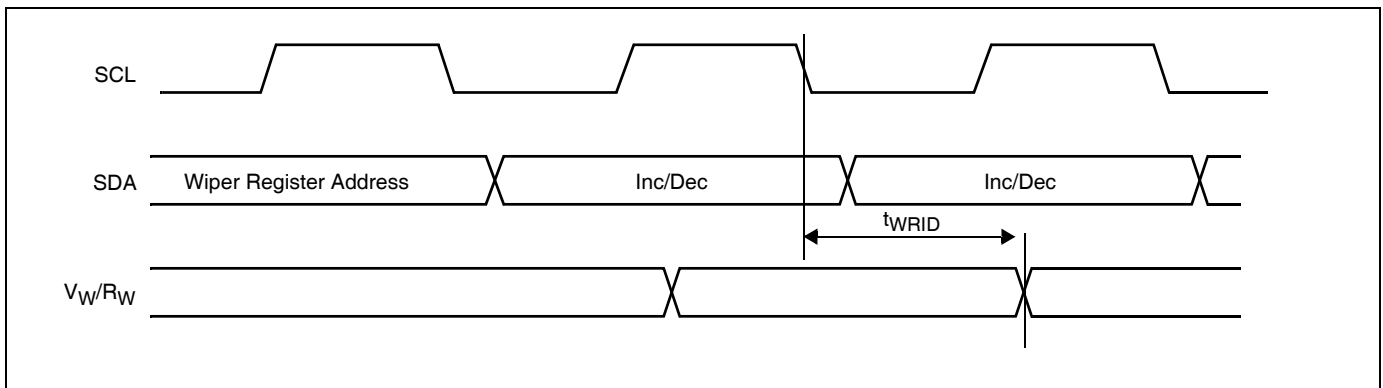 SCL
SDA
Wiper Register Address
Inc/Dec
Inc/Dec
tWRID
VW/RW